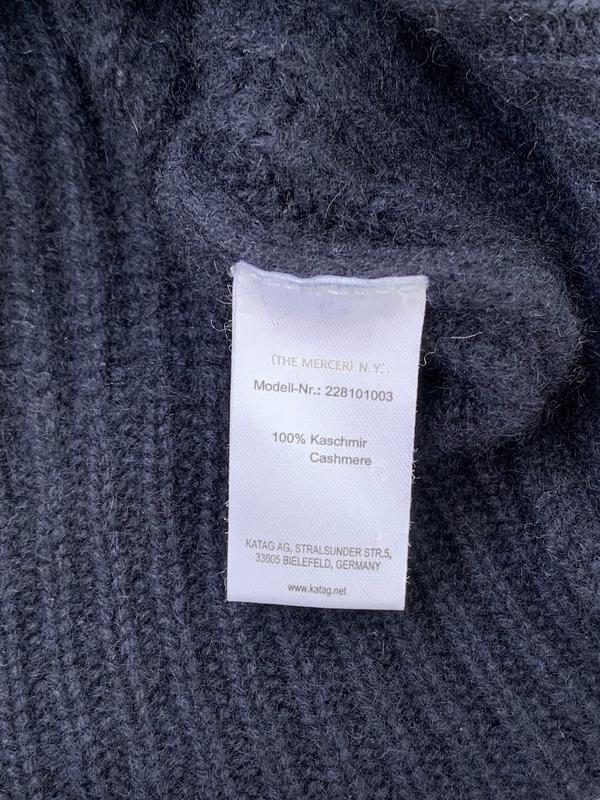 (THE MERCER) N.Y.
Modell-Nr.: 228101003
100% Kaschmir
Cashmere
KATAG AG, STRALSUNDER STR.5,
33605 BIELEFELD, GERMANY
www.katag.net